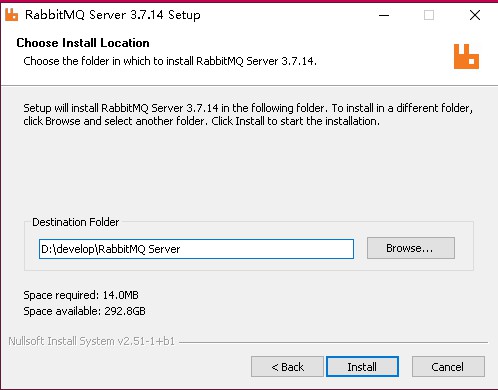 RabbitMQ Server 3.7.14 Setup
Choose Install Location
Choose the folder in which to install RabbitMQ Server 3.7.14.
Setup will install RabbitMQ Server 3.7.14 in the following folder. To install in a different folder,
click Browse and select another folder. Click Install to start the installation.
Destination Folder
D:\develop\RabbitMQ Server
Browse...
Space required: 14.0MB
Space available: 292.8GB
Nullsoft Install System v2.51-1+b1
< Back
Install
Cancel